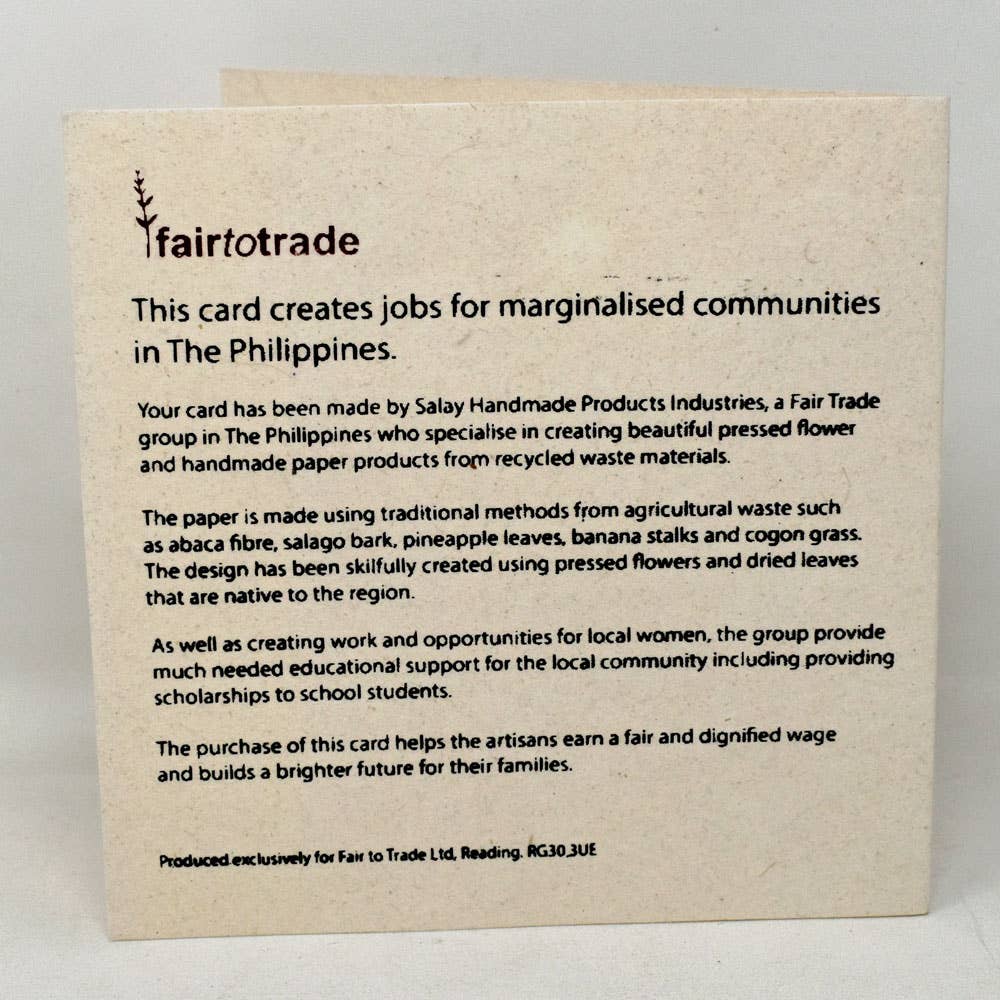 fairtotrade
This card creates jobs for marginalised communities
in The Philippines.
Your card has been made by Salay Handmade Products Industries, a Fair Trade
group in The Philippines who specialise in creating beautiful pressed flower
and handmade paper products from recycled waste materials.
The paper is made using traditional methods from agricultural waste such
as abaca fibre, salago bark, pineapple leaves, banana stalks and cogon grass.
The design has been skilfully created using pressed flowers and dried leaves
that are native to the region.
As well as creating work and opportunities for local women, the group provide
much needed educational support for the local community including providing
scholarships to school students.
The purchase of this card helps the artisans earn a fair and dignified wage
and builds a brighter future for their families.
Produced exclusively for Fair to Trade Ltd, Reading. RG30 3UE